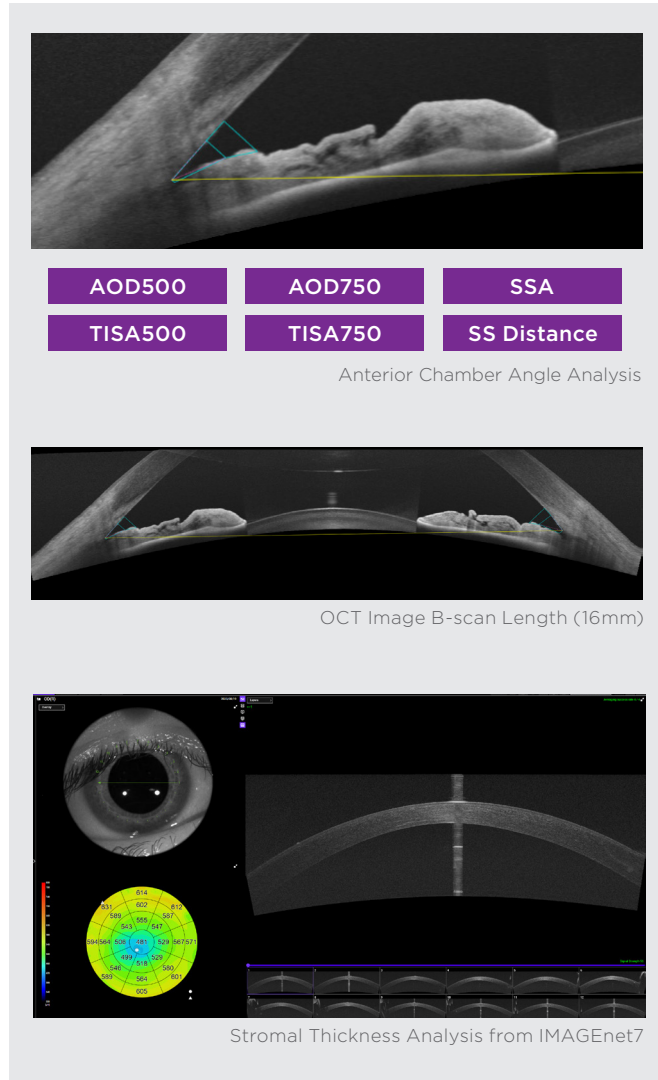 AOD500 AOD750 SSA
TISA500 TISA750 SS Distance
Anterior Chamber Angle Analysis
OCT Image B-scan Length (16mm)
614
602
631 612
589 587
555
543 547
594 564 506 481 529 567 571
499 529
518
546 580
589 564 601
605
Stromal Thickness Analysis from IMAGEnet7